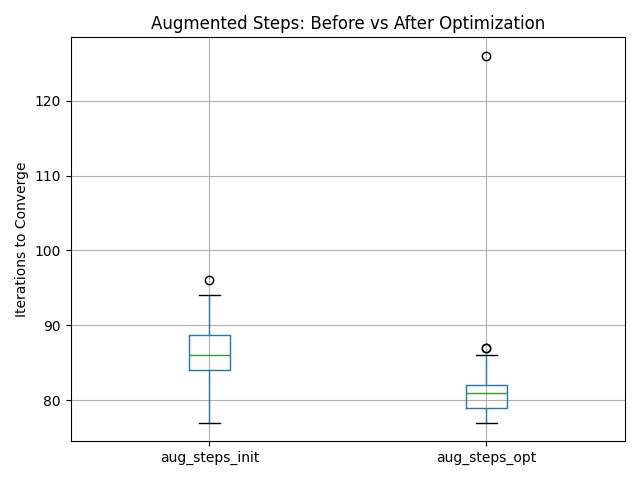 Augmented Steps: Before vs After Optimization
Iterations to Converge
120
110
100
90
80
aug_steps_init
aug_steps_opt